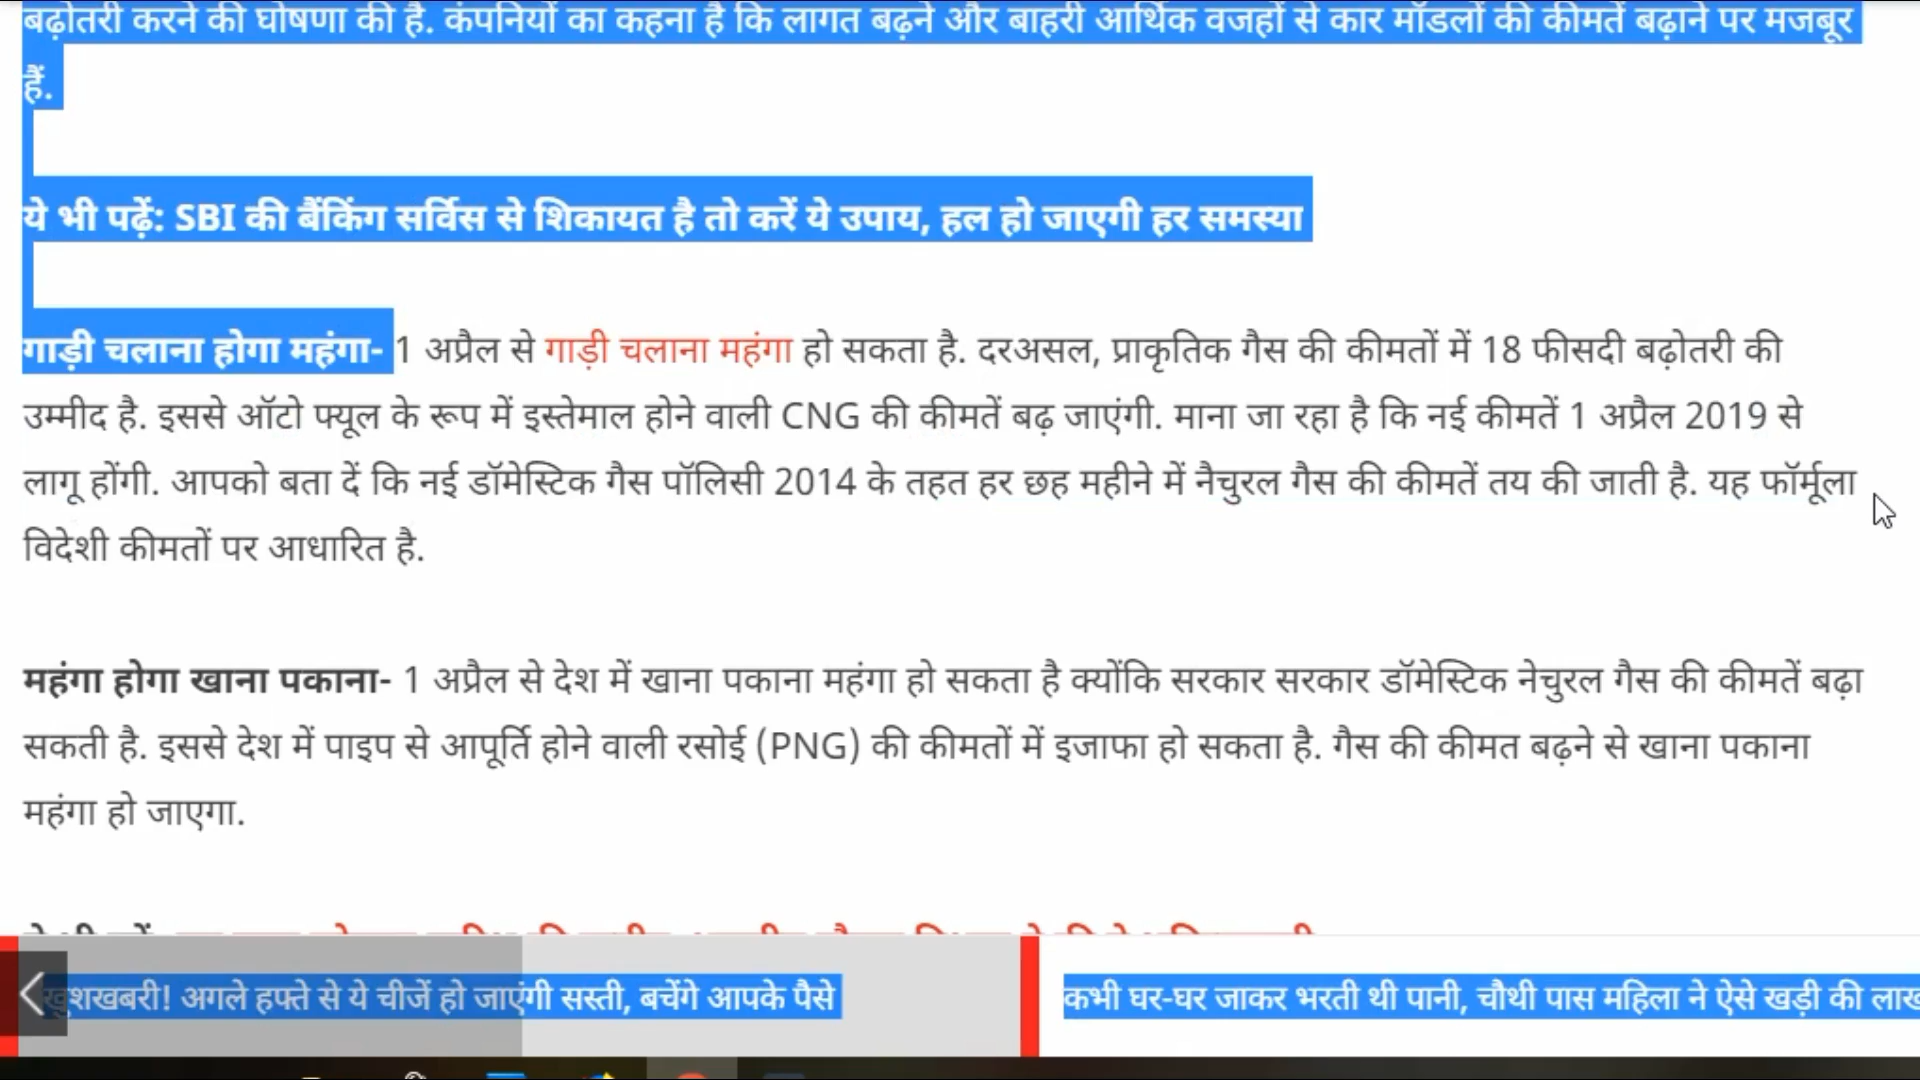 बढ़ोतरी करने की घोषणा की है. कंपनियों का कहना है कि लागत बढ़ने और बाहरी आर्थिक वजहों से कार मॉडलों की कीमतें बढ़ाने पर मजबूर
हैं.
ये भी पढ़ें: SBI की बैंकिंग सर्विस से शिकायत है तो करें ये उपाय, हल हो जाएगी हर समस्या
गाड़ी चलाना होगा महंगा- 1 अप्रैल से गाड़ी चलाना महंगा हो सकता है. दरअसल, प्राकृतिक गैस की कीमतों में 18 फीसदी बढ़ोतरी की
उम्मीद है. इससे ऑटो फ्यूल के रूप में इस्तेमाल होने वाली CNG की कीमतें बढ़ जाएंगी. माना जा रहा है कि नई कीमतें 1 अप्रैल 2019 से
लागू होंगी. आपको बता दें कि नई डॉमेस्टिक गैस पॉलिसी 2014 के तहत हर छह महीने में नैचुरल गैस की कीमतें तय की जाती है. यह फॉर्मूला
विदेशी कीमतों पर आधारित है.
महंगा होगा खाना पकाना- 1 अप्रैल से देश में खाना पकाना महंगा हो सकता है क्योंकि सरकार सरकार डॉमेस्टिक नेचुरल गैस की कीमतें बढ़ा
सकती है. इससे देश में पाइप से आपूर्ति होने वाली रसोई (PNG) की कीमतों में इजाफा हो सकता है. गैस की कीमत बढ़ने से खाना पकाना
महंगा हो जाएगा.
खुशखबरी! अगले हफ्ते से ये चीजें हो जाएंगी सस्ती, बचेंगे आपके पैसे
कभी घर-घर जाकर भरती थी पानी, चौथी पास महिला ने ऐसे खड़ी की